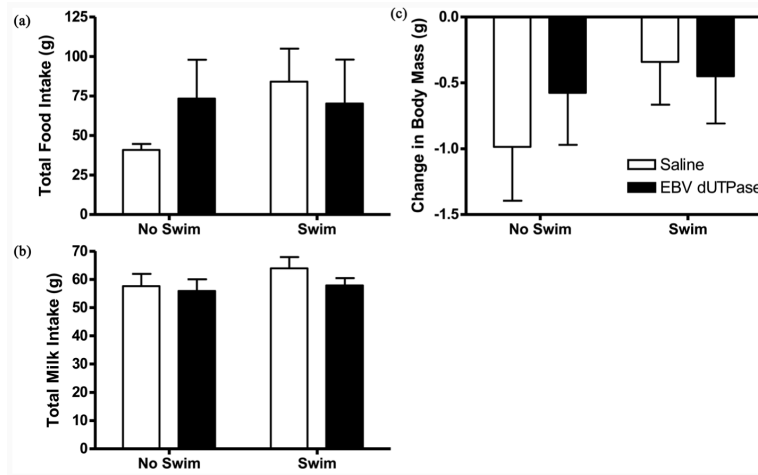 (a)
Total Food Intake (g)
125
100
75
50
25
0
No Swim
Swim
(b)
Total Milk Intake (g)
70
60
50
40
30
20
10
0
No Swim
Swim
(c)
Change in Body Mass (g)
0.0
-0.5
-1.0
-1.5
No Swim
Swim
Saline
EBV dUTPase